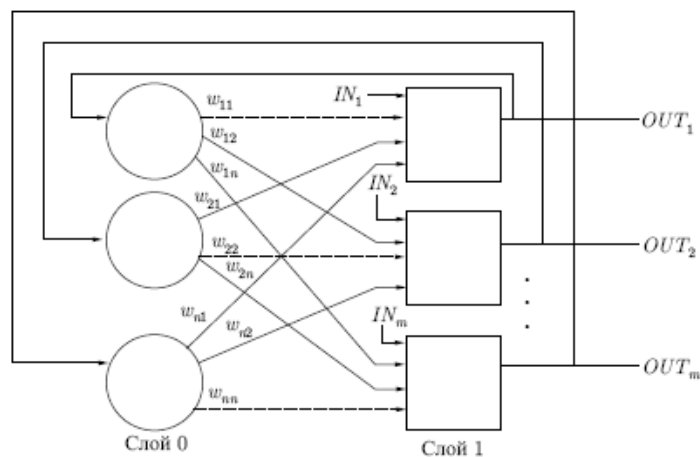 IN₁
w₁₁
OUT₁
w₁₂
w₁ₙ
IN₂
w₂₁
w₂₂
OUT₂
w₂ₙ
wₙ₁
INₘ
wₙ₂
OUTₘ
wₙₙ
Слой 0
Слой 1